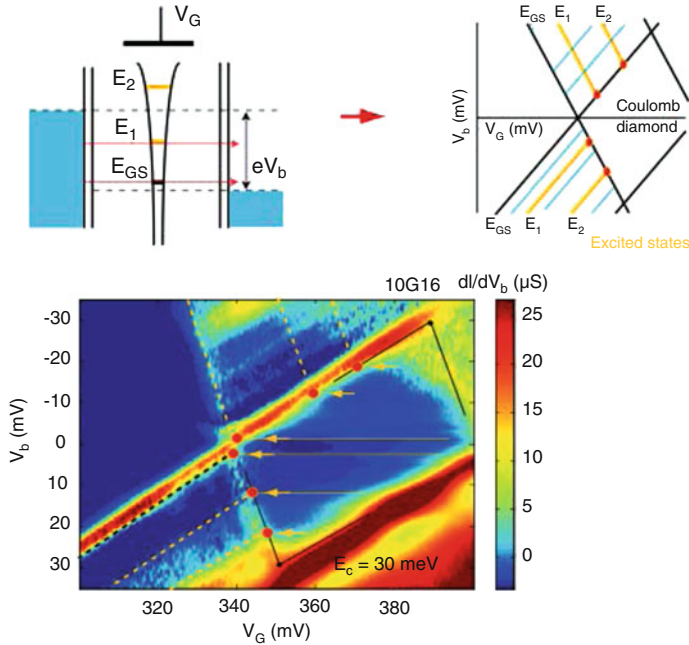 V_G
E_2
E_1
E_GS
eV_b
E_GS E_1 E_2
V_b (mV)
V_G (mV)
Coulomb
diamond
E_GS E_1 E_2
Excited states
10G16 dI/dV_b (µS)
-30
-20
-10
0
10
20
30
V_b (mV)
E_c = 30 meV
320 340 360 380
V_G (mV)
25
20
15
10
5
0